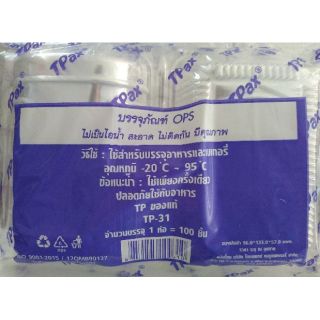 TPax
TPax
บรรจุภัณฑ์ OPS
ไม่เป็นไอน้ำ สะอาด ไม่ติดกัน มีคุณภาพ
วิธีใช้ : ใช้สำหรับบรรจุอาหารและเบเกอรี่
อุณหภูมิ -20 ํC ~ 95 ํC
ข้อแนะนำ : ใช้เพียงครั้งเดียว
ปลอดภัยใช้กับอาหาร
TP ของแท้
TP-31
จำนวนบรรจุ 1 ห่อ = 100 ชิ้น
ISO 9001:2015
TPax
TPax